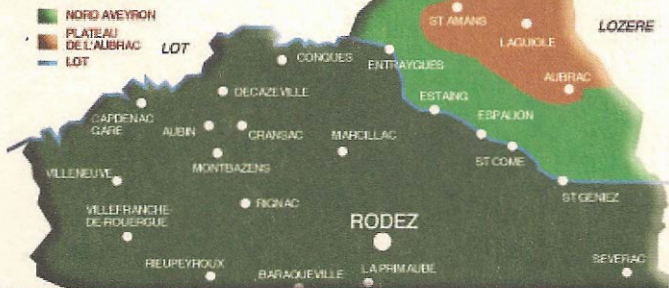 NORD AVEYRON
PLATEAU
DE L'AUBRAC
LOT
LOT
LOZERE
ST AMANS
LAGUIOLE
AUBRAC
CONQUES
ENTRAYGUES
DECAZEVILLE
ESTAING
ESPALION
CAPDENAC
GARE
AUBIN
CRANSAC
MARCILLAC
MONTBAZENS
ST COME
VILLENEUVE
ST GENIEZ
VILLEFRANCHE-
DE-ROUERGUE
RIGNAC
RODEZ
RIEUPEYROUX
BARAQUEVILLE
LA PRIMAUBE
SEVERAC